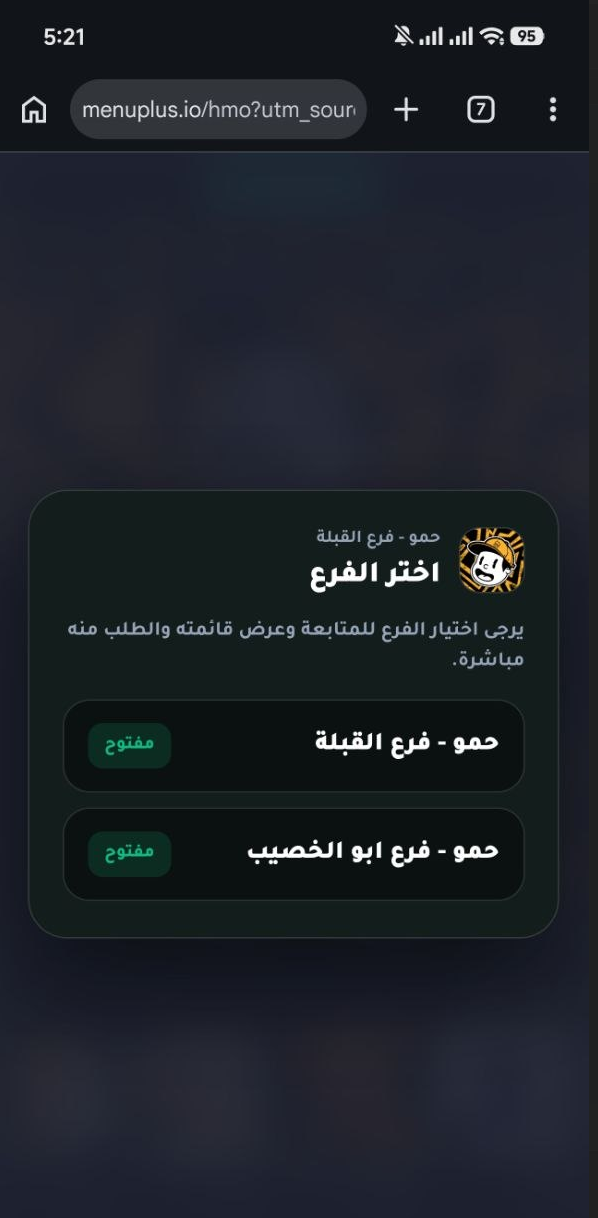 5:21
95
menuplus.io/hmo?utm_sour
7
حمو - فرع القبلة
اختر الفرع
يرجى اختيار الفرع للمتابعة وعرض قائمته والطلب منه
مباشرة.
حمو - فرع القبلة
مفتوح
حمو - فرع ابو الخصيب
مفتوح